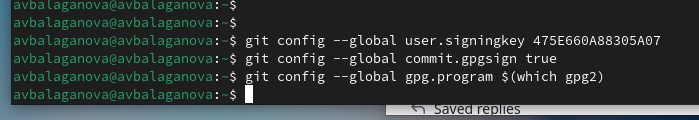 avbalaganova@avbalaganova:~$
avbalaganova@avbalaganova:~$
avbalaganova@avbalaganova:~$ git config --global user.signingkey 475E660A88305A07
avbalaganova@avbalaganova:~$ git config --global commit.gpgsign true
avbalaganova@avbalaganova:~$ git config --global gpg.program $(which gpg2)
avbalaganova@avbalaganova:~$
Saved replies